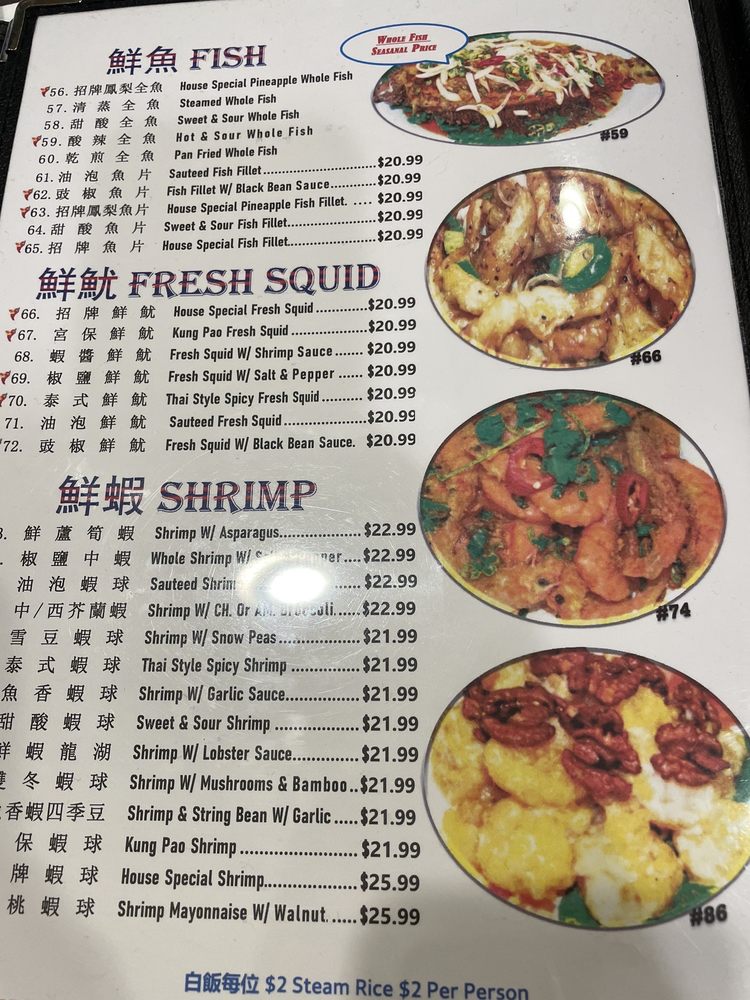 鮮魚 FISH
Whole Fish
Seasanal Price
56. 招牌鳳梨全魚 House Special Pineapple Whole Fish
57. 清蒸全魚 Steamed Whole Fish
58. 甜酸全魚 Sweet & Sour Whole Fish
59. 酸辣全魚 Hot & Sour Whole Fish
60. 乾煎全魚 Pan Fried Whole Fish
61. 油泡魚片 Sauteed Fish Fillet $20.99
62. 豉椒魚片 Fish Fillet W/ Black Bean Sauce $20.99
63. 招牌鳳梨魚片 House Special Pineapple Fish Fillet. $20.99
64. 甜酸魚片 Sweet & Sour Fish Fillet $20.99
65. 招牌魚片 House Special Fish Fillet $20.99
#59
鮮魷 FRESH SQUID
66. 招牌鮮魷 House Special Fresh Squid $20.99
67. 宮保鮮魷 Kung Pao Fresh Squid $20.99
68. 蝦醬鮮魷 Fresh Squid W/ Shrimp Sauce $20.99
69. 椒鹽鮮魷 Fresh Squid W/ Salt & Pepper $20.99
70. 泰式鮮魷 Thai Style Spicy Fresh Squid $20.99
71. 油泡鮮魷 Sauteed Fresh Squid $20.99
72. 豉椒鮮魷 Fresh Squid W/ Black Bean Sauce. $20.99
#66
鮮蝦 SHRIMP
鮮蘆筍蝦 Shrimp W/ Asparagus $22.99
椒鹽中蝦 Whole Shrimp W/ $22.99
油泡蝦球 Sauteed $22.99
中/西芥蘭蝦 Shrimp W/ CH. Or AM. Broccoli $22.99
雪豆蝦球 Shrimp W/ Snow Peas $21.99
泰式蝦球 Thai Style Spicy Shrimp $21.99
魚香蝦球 Shrimp W/ Garlic Sauce $21.99
甜酸蝦球 Sweet & Sour Shrimp $21.99
鮮蝦龍湖 Shrimp W/ Lobster Sauce $21.99
雙冬蝦球 Shrimp W/ Mushrooms & Bamboo $21.99
香蝦四季豆 Shrimp & String Bean W/ Garlic $21.99
保蝦球 Kung Pao Shrimp $21.99
牌蝦球 House Special Shrimp $25.99
桃蝦球 Shrimp Mayonnaise W/ Walnut. $25.99
#74
#86
白飯每位 $2 Steam Rice $2 Per Person